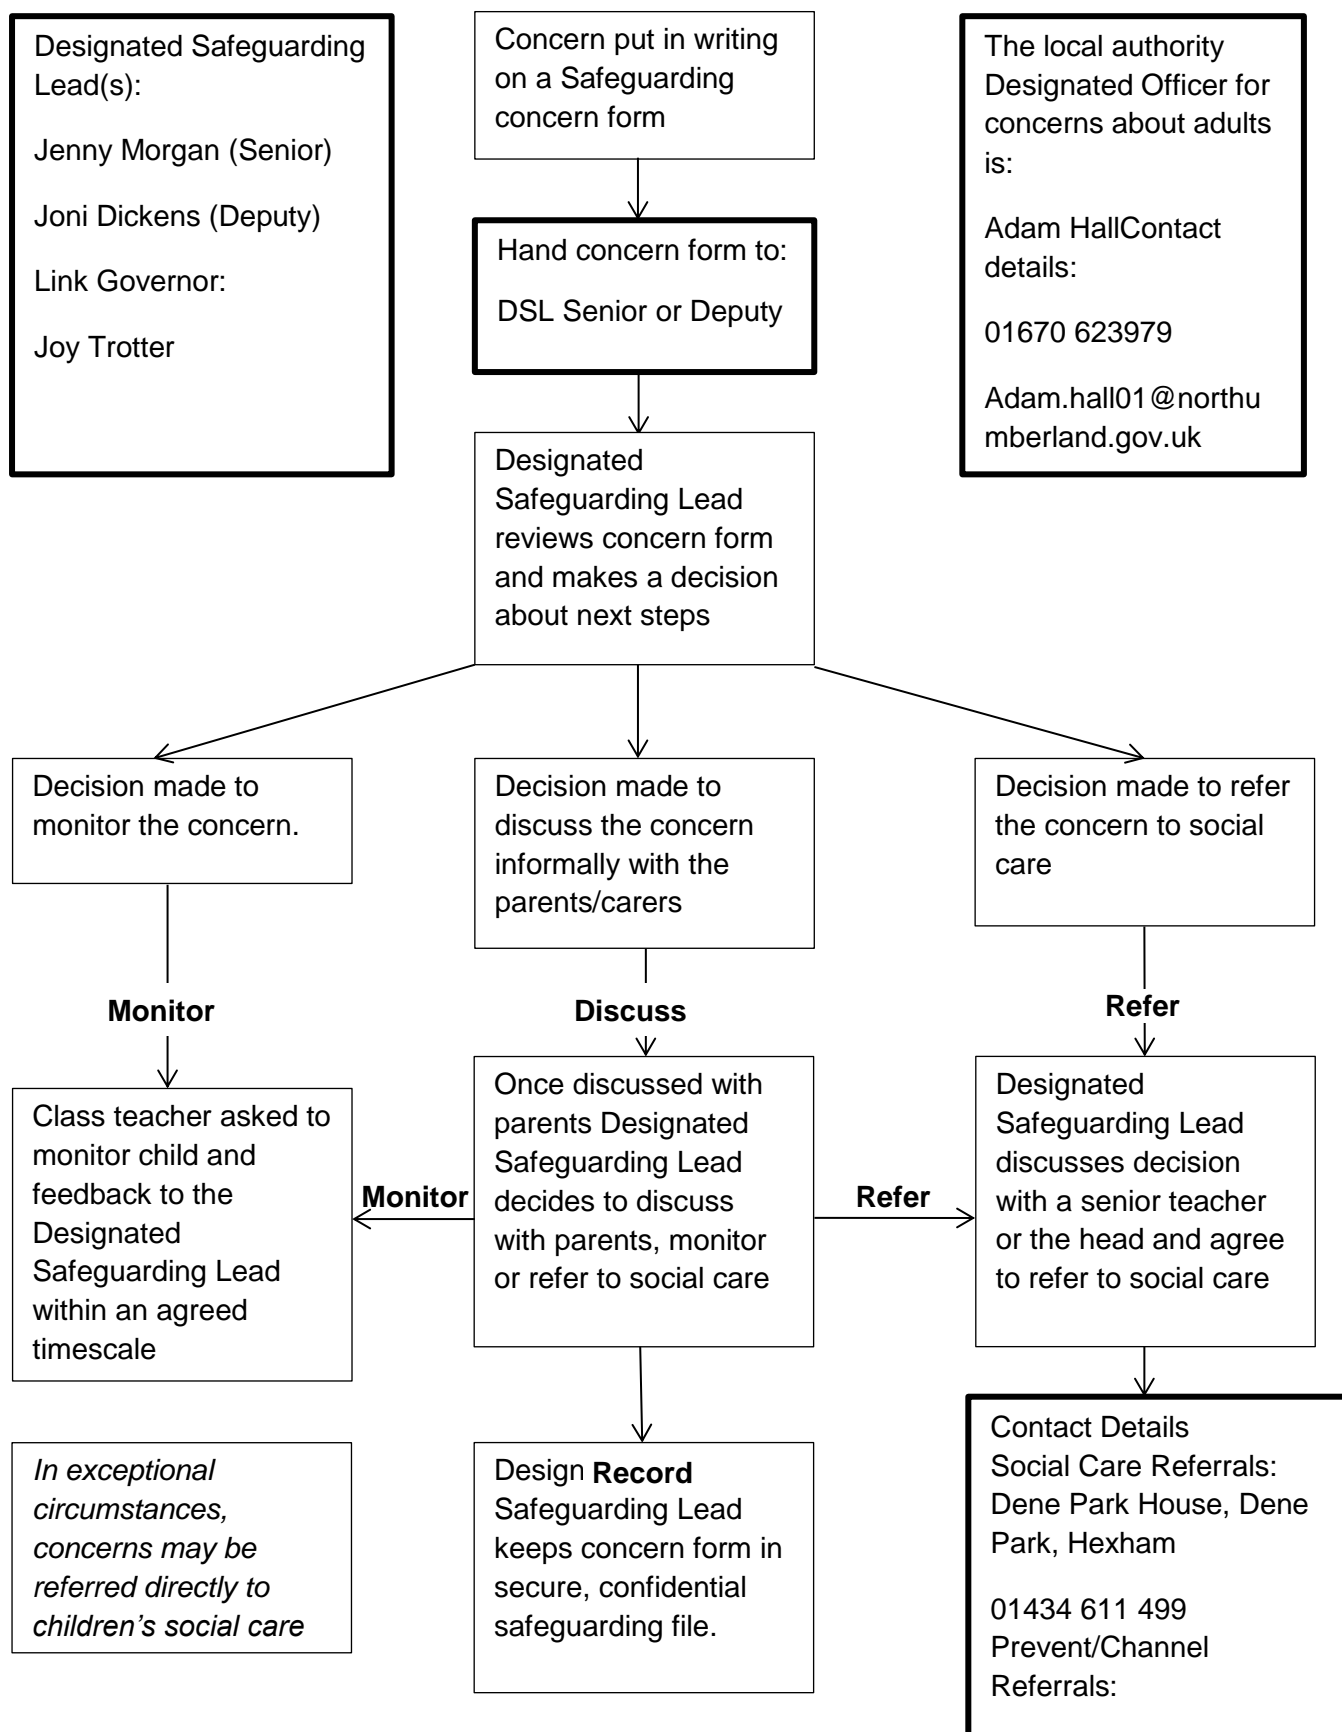 Designated Safeguarding
Lead(s):
Jenny Morgan (Senior)
Joni Dickens (Deputy)
Link Governor:
Joy Trotter
Concern put in writing
on a Safeguarding
concern form
The local authority
Designated Officer for
concerns about adults
is:
Adam HallContact
details:
01670 623979
Adam.hall01@northu
mberland.gov.uk
Hand concern form to:
DSL Senior or Deputy
Designated
Safeguarding Lead
reviews concern form
and makes a decision
about next steps
Decision made to
monitor the concern.
Decision made to
discuss the concern
informally with the
parents/carers
Decision made to refer
the concern to social
care
Monitor
Discuss
Refer
Class teacher asked to
monitor child and
feedback to the
Designated
Safeguarding Lead
within an agreed
timescale
Monitor
Once discussed with
parents Designated
Safeguarding Lead
decides to discuss
with parents, monitor
or refer to social care
Refer
Designated
Safeguarding Lead
discusses decision
with a senior teacher
or the head and agree
to refer to social care
In exceptional
circumstances,
concerns may be
referred directly to
children’s social care
Design Record
Safeguarding Lead
keeps concern form in
secure, confidential
safeguarding file.
Contact Details
Social Care Referrals:
Dene Park House, Dene
Park, Hexham
01434 611 499
Prevent/Channel
Referrals: